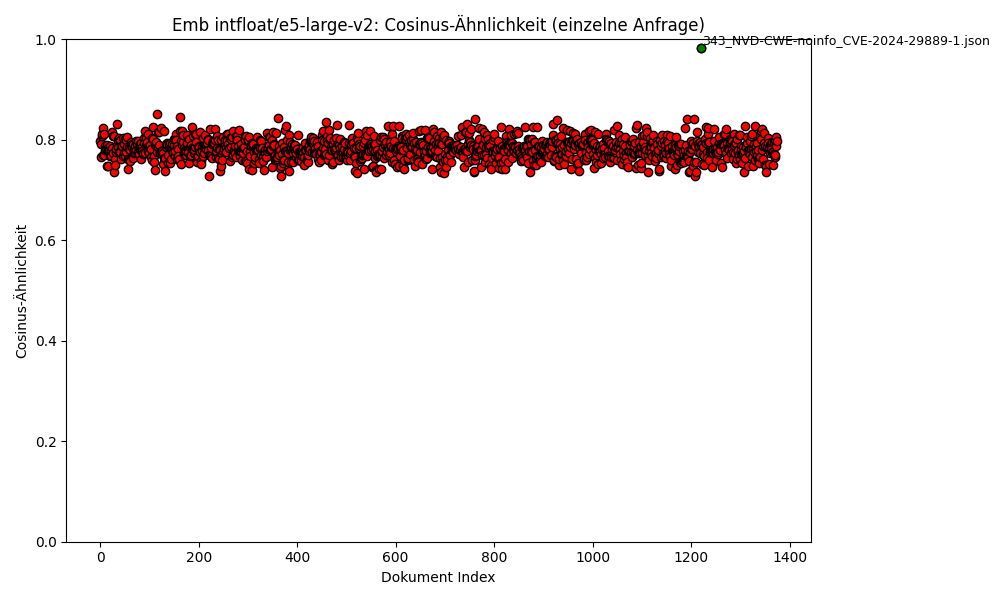 Emb intfloat/e5-large-v2: Cosinus-Ähnlichkeit (einzelne Anfrage)
343_NVD-CWE-noinfo_CVE-2024-29889-1.json
1.0
0.8
0.6
0.4
0.2
0.0
Cosinus-Ähnlichkeit
0 200 400 600 800 1000 1200 1400
Dokument Index